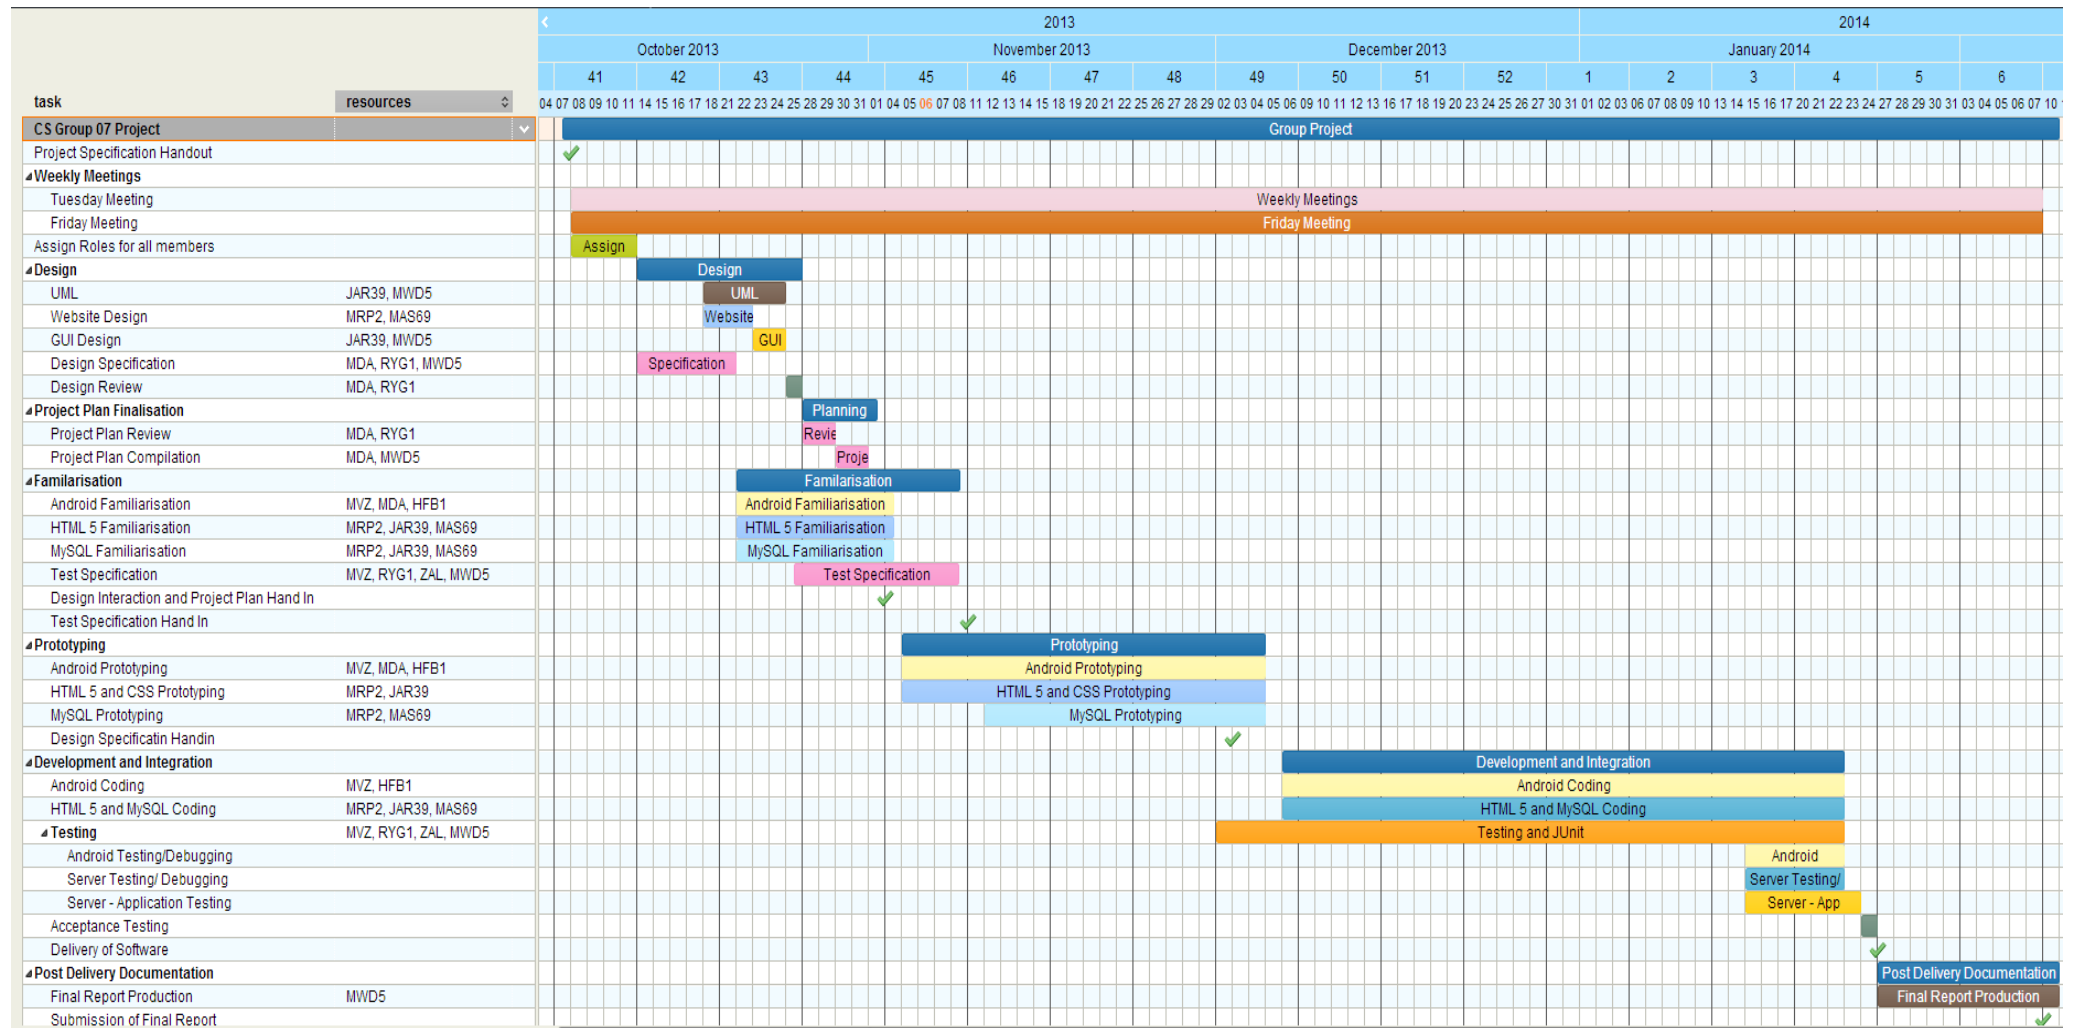 2013 2014
October 2013 November 2013 December 2013 January 2014
41 42 43 44 45 46 47 48 49 50 51 52 1 2 3 4 5 6
task resources 04 07 08 09 10 11 14 15 16 17 18 21 22 23 24 25 28 29 30 31 01 04 05 06 07 08 11 12 13 14 15 18 19 20 21 22 25 26 27 28 29 02 03 04 05 06 09 10 11 12 13 16 17 18 19 20 23 24 25 26 27 30 31 01 02 03 06 07 08 09 10 13 14 15 16 17 20 21 22 23 24 27 28 29 30 31 03 04 05 06 07 10
CS Group 07 Project Group Project
Project Specification Handout
Weekly Meetings
Tuesday Meeting Weekly Meetings
Friday Meeting Friday Meeting
Assign Roles for all members Assign
Design Design
UML JAR39, MWD5 UML
Website Design MRP2, MAS69 Website
GUI Design JAR39, MWD5 GUI
Design Specification MDA, RYG1, MWD5 Specification
Design Review MDA, RYG1
Project Plan Finalisation Planning
Project Plan Review MDA, RYG1 Revie
Project Plan Compilation MDA, MWD5 Proje
Familarisation Familarisation
Android Familiarisation MVZ, MDA, HFB1 Android Familiarisation
HTML 5 Familiarisation MRP2, JAR39, MAS69 HTML 5 Familiarisation
MySQL Familiarisation MRP2, JAR39, MAS69 MySQL Familiarisation
Test Specification MVZ, RYG1, ZAL, MWD5 Test Specification
Design Interaction and Project Plan Hand In
Test Specification Hand In
Prototyping Prototyping
Android Prototyping MVZ, MDA, HFB1 Android Prototyping
HTML 5 and CSS Prototyping MRP2, JAR39 HTML 5 and CSS Prototyping
MySQL Prototyping MRP2, MAS69 MySQL Prototyping
Design Specificatin Handin
Development and Integration Development and Integration
Android Coding MVZ, HFB1 Android Coding
HTML 5 and MySQL Coding MRP2, JAR39, MAS69 HTML 5 and MySQL Coding
Testing MVZ, RYG1, ZAL, MWD5 Testing and JUnit
Android Testing/Debugging Android
Server Testing/ Debugging Server Testing/
Server - Application Testing Server - App
Acceptance Testing
Delivery of Software
Post Delivery Documentation Post Delivery Documentation
Final Report Production MWD5 Final Report Production
Submission of Final Report